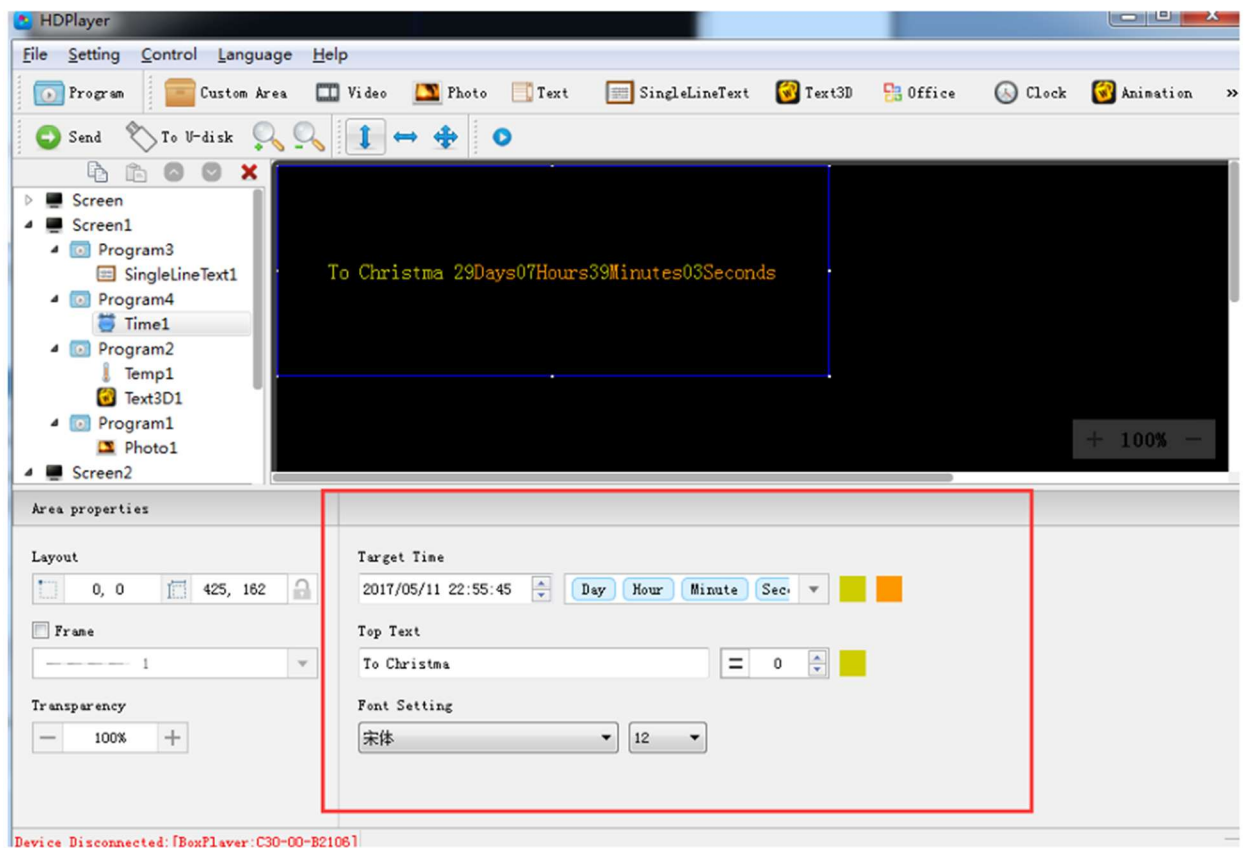 HDPlayer
File Setting Control Language Help
Program Custom Area Video Photo Text SingleLineText Text3D Office Clock Animation »
Send To U-disk
Screen
Screen1
Program3
SingleLineText1
Program4
Time1
Program2
Temp1
Text3D1
Program1
Photo1
Screen2
To Christma 29Days07Hours39Minutes03Seconds
+ 100% −
Area properties
Layout
0, 0 425, 162
Frame
1
Transparency
− 100% +
Target Time
2017/05/11 22:55:45 Day Hour Minute Sec
Top Text
To Christma = 0
Font Setting
宋体 12
Device Disconnected:[BoxPlayer:C30-00-B2106]